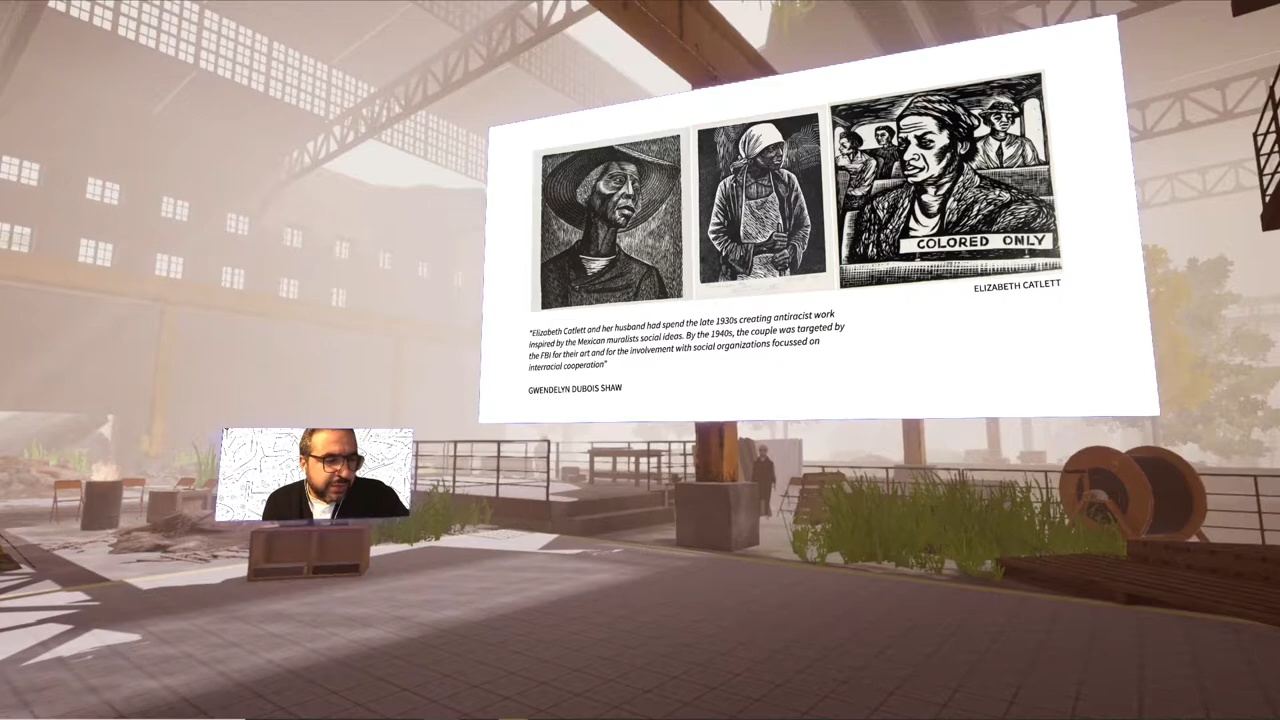 COLORED ONLY
ELIZABETH CATLETT
"Elizabeth Catlett and her husband had spend the late 1930s creating antiracist work
inspired by the Mexican muralists social ideas. By the 1940s, the couple was targeted by
the FBI for their art and for the involvement with social organizations focussed on
interracial cooperation"
GWENDELYN DUBOIS SHAW